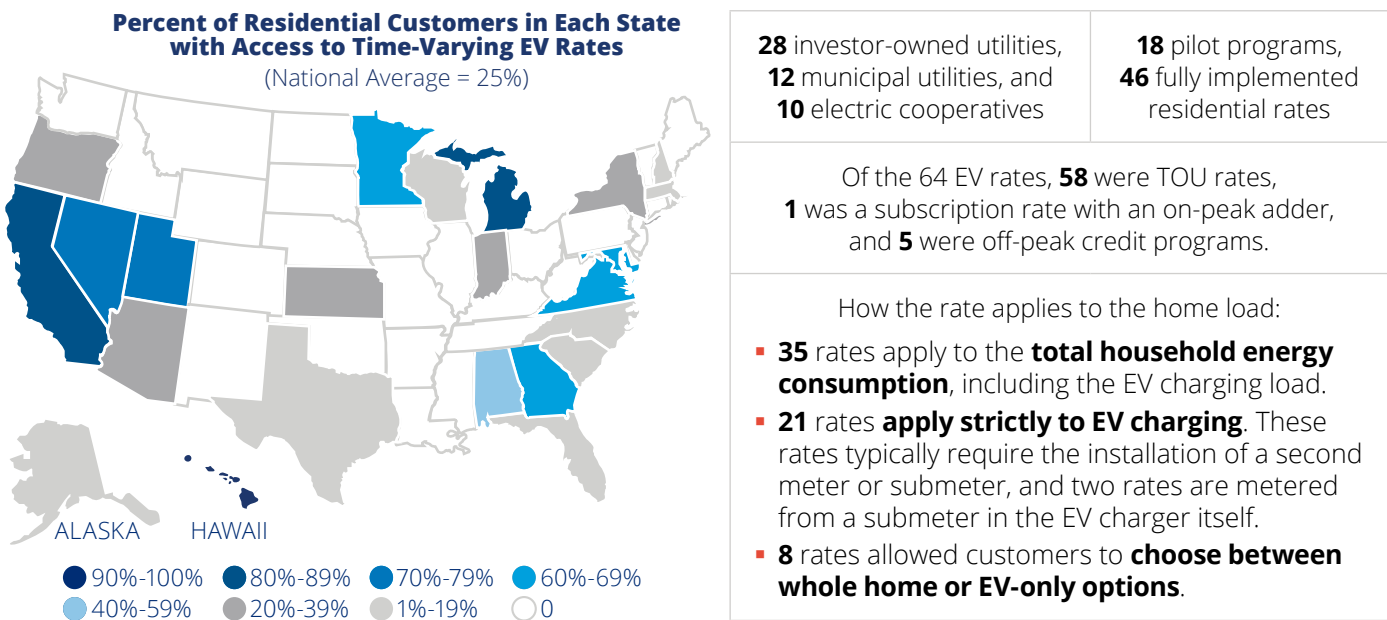 Percent of Residential Customers in Each State
with Access to Time-Varying EV Rates
(National Average = 25%)
ALASKA
HAWAII
90%-100%
80%-89%
70%-79%
60%-69%
40%-59%
20%-39%
1%-19%
0
28 investor-owned utilities,
12 municipal utilities, and
10 electric cooperatives
18 pilot programs,
46 fully implemented
residential rates
Of the 64 EV rates, 58 were TOU rates,
1 was a subscription rate with an on-peak adder,
and 5 were off-peak credit programs.
How the rate applies to the home load:
▪ 35 rates apply to the total household energy
consumption, including the EV charging load.
▪ 21 rates apply strictly to EV charging. These
rates typically require the installation of a second
meter or submeter, and two rates are metered
from a submeter in the EV charger itself.
▪ 8 rates allowed customers to choose between
whole home or EV-only options.